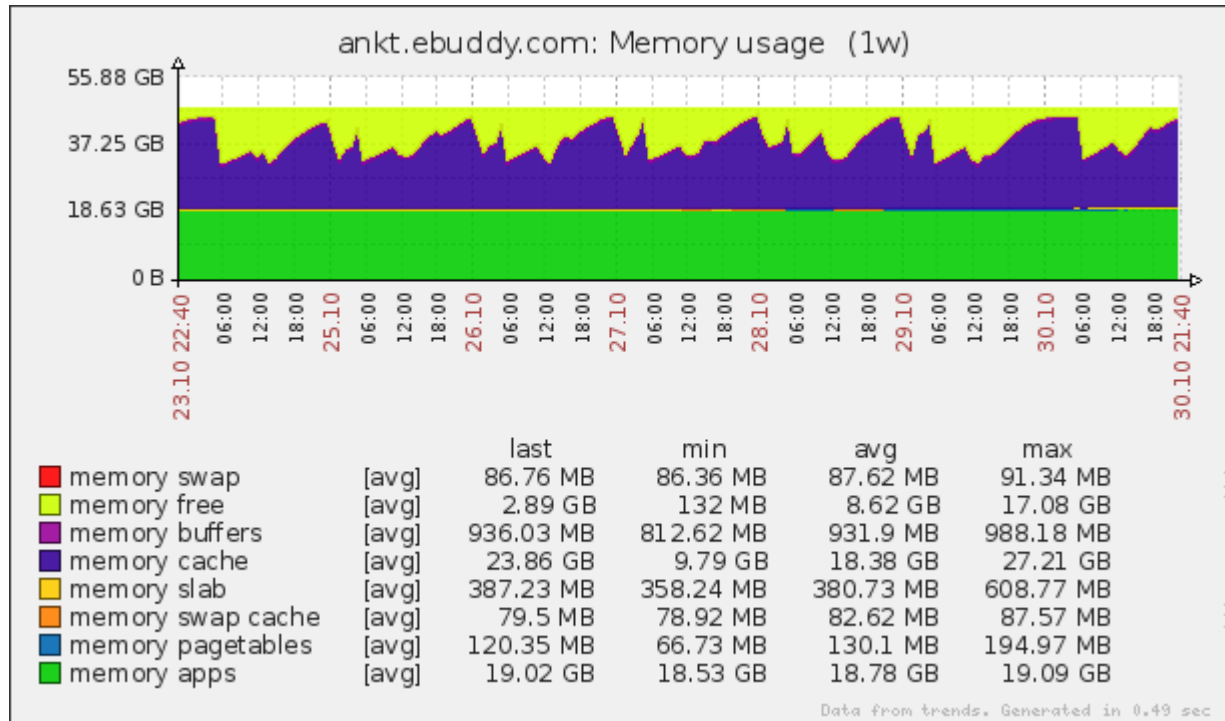 ankt.ebuddy.com: Memory usage (1w)
55.88 GB
37.25 GB
18.63 GB
0 B
23.10 22:40
06:00
12:00
18:00
25.10
06:00
12:00
18:00
26.10
06:00
12:00
18:00
27.10
06:00
12:00
18:00
28.10
06:00
12:00
18:00
29.10
06:00
12:00
18:00
30.10
06:00
12:00
18:00
30.10 21:40
last min avg max
memory swap [avg] 86.76 MB 86.36 MB 87.62 MB 91.34 MB
memory free [avg] 2.89 GB 132 MB 8.62 GB 17.08 GB
memory buffers [avg] 936.03 MB 812.62 MB 931.9 MB 988.18 MB
memory cache [avg] 23.86 GB 9.79 GB 18.38 GB 27.21 GB
memory slab [avg] 387.23 MB 358.24 MB 380.73 MB 608.77 MB
memory swap cache [avg] 79.5 MB 78.92 MB 82.62 MB 87.57 MB
memory pagetables [avg] 120.35 MB 66.73 MB 130.1 MB 194.97 MB
memory apps [avg] 19.02 GB 18.53 GB 18.78 GB 19.09 GB
Data from trends. Generated in 0.49 sec